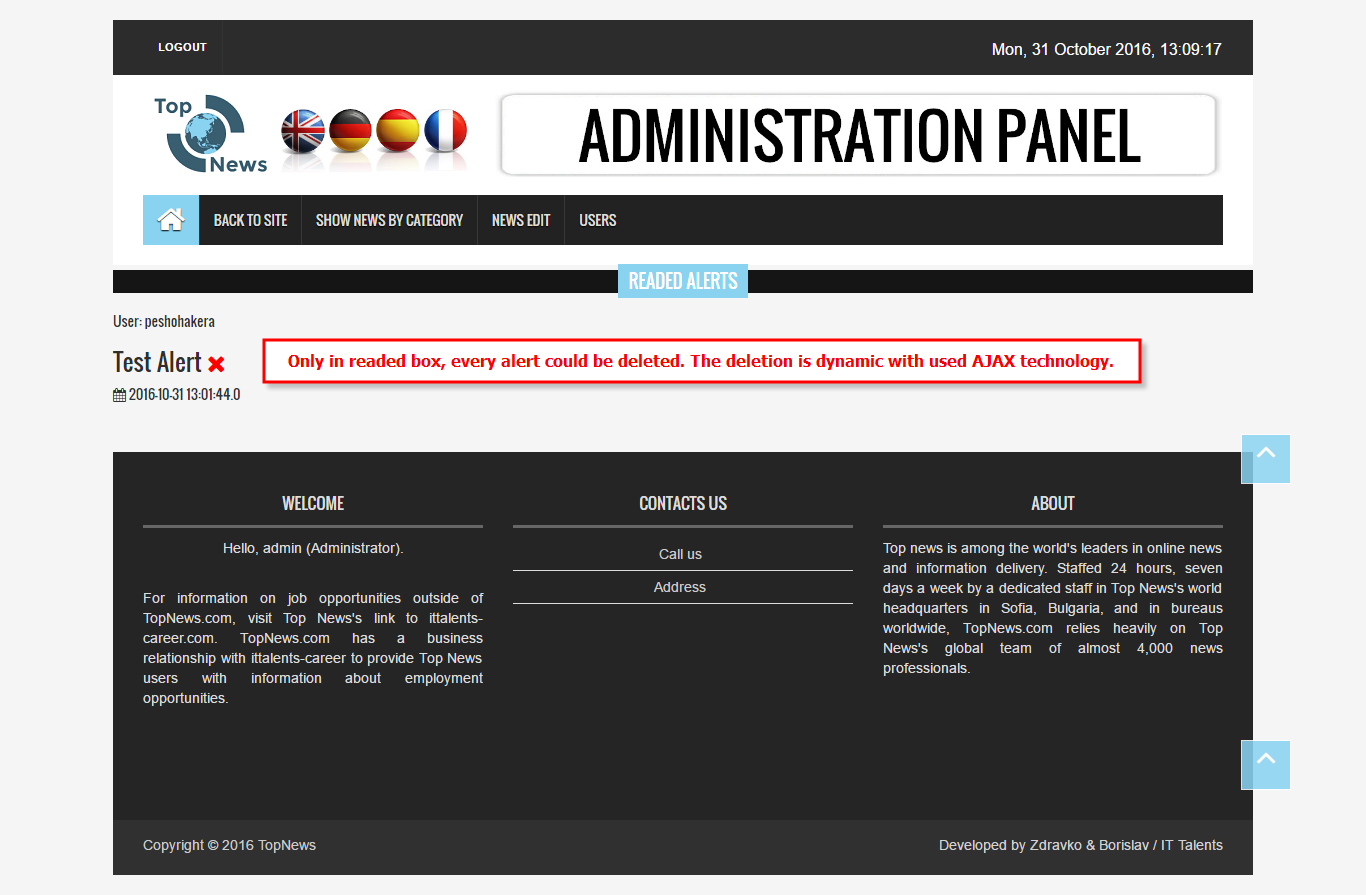 LOGOUT
Mon, 31 October 2016, 13:09:17
Top
News
ADMINISTRATION PANEL
BACK TO SITE
SHOW NEWS BY CATEGORY
NEWS EDIT
USERS
READED ALERTS
User: peshohakera
Test Alert
Only in readed box, every alert could be deleted. The deletion is dynamic with used AJAX technology.
2016-10-31 13:01:44.0
WELCOME
Hello, admin (Administrator).
For information on job opportunities outside of
TopNews.com, visit Top News's link to ittalents-
career.com. TopNews.com has a business
relationship with ittalents-career to provide Top News
users with information about employment
opportunities.
CONTACTS US
Call us
Address
ABOUT
Top news is among the world's leaders in online news
and information delivery. Staffed 24 hours, seven
days a week by a dedicated staff in Top News's world
headquarters in Sofia, Bulgaria, and in bureaus
worldwide, TopNews.com relies heavily on Top
News's global team of almost 4,000 news
professionals.
Copyright © 2016 TopNews
Developed by Zdravko & Borislav / IT Talents